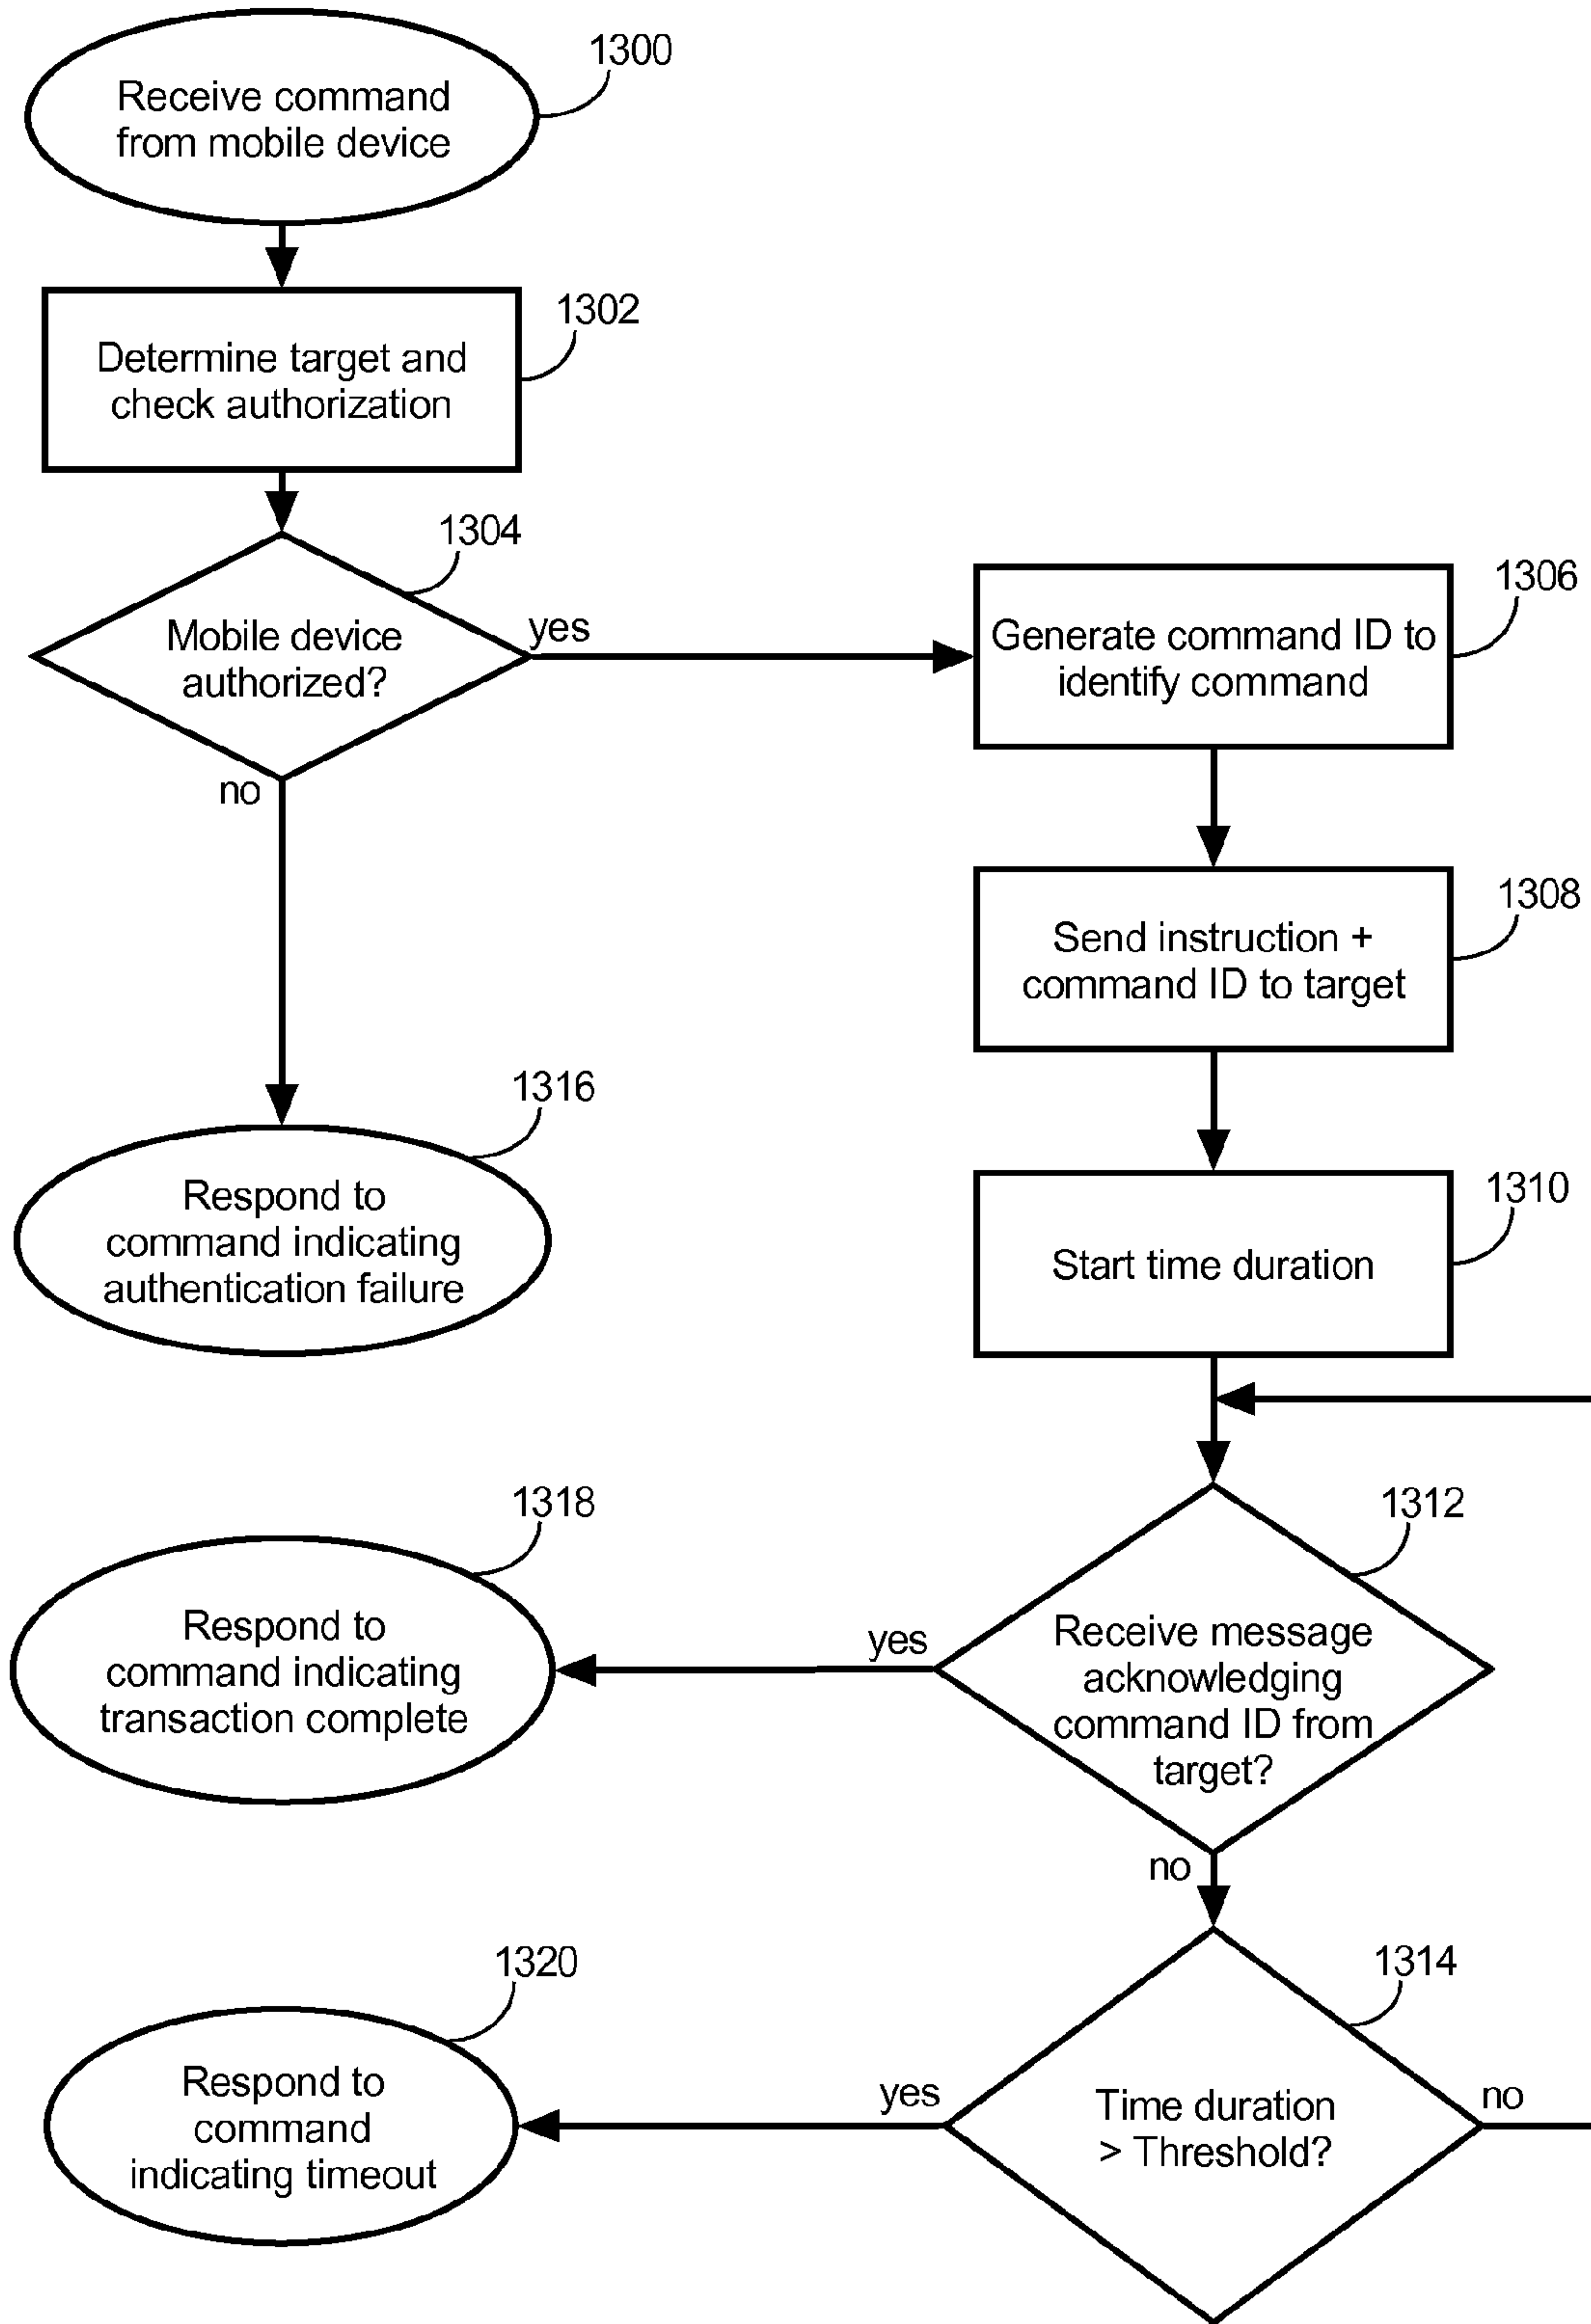 1300
Receive command
from mobile device
1302
Determine target and
check authorization
1304
Mobile device
authorized?
yes
no
1306
Generate command ID to
identify command
1308
Send instruction +
command ID to target
1316
Respond to
command indicating
authentication failure
1310
Start time duration
1318
Respond to
command indicating
transaction complete
1312
yes
Receive message
acknowledging
command ID from
target?
no
1320
Respond to
command
indicating timeout
1314
yes
Time duration
> Threshold?
no